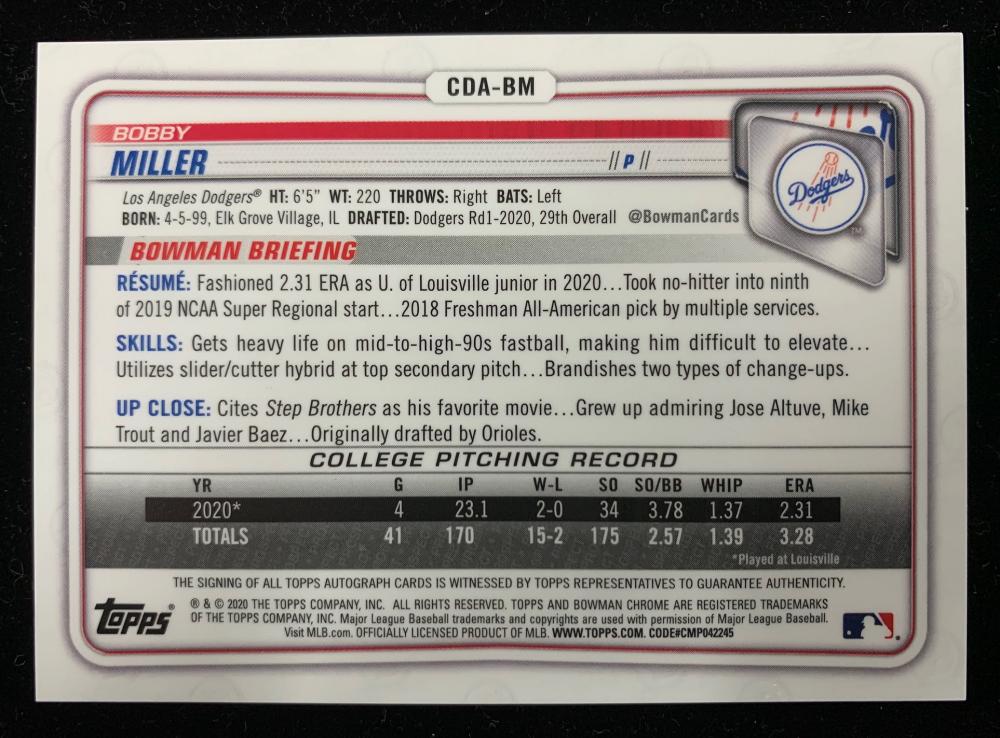 CDA-BM
BOBBY
MILLER // P //
Los Angeles Dodgers® HT: 6'5" WT: 220 THROWS: Right BATS: Left
BORN: 4-5-99, Elk Grove Village, IL DRAFTED: Dodgers Rd1-2020, 29th Overall @BowmanCards
Dodgers
TM
BOWMAN BRIEFING
RÉSUMÉ: Fashioned 2.31 ERA as U. of Louisville junior in 2020...Took no-hitter into ninth
of 2019 NCAA Super Regional start...2018 Freshman All-American pick by multiple services.
SKILLS: Gets heavy life on mid-to-high-90s fastball, making him difficult to elevate...
Utilizes slider/cutter hybrid at top secondary pitch...Brandishes two types of change-ups.
UP CLOSE: Cites Step Brothers as his favorite movie...Grew up admiring Jose Altuve, Mike
Trout and Javier Baez...Originally drafted by Orioles.
COLLEGE PITCHING RECORD
YR G IP W-L SO SO/BB WHIP ERA
2020* 4 23.1 2-0 34 3.78 1.37 2.31
TOTALS 41 170 15-2 175 2.57 1.39 3.28
*Played at Louisville
THE SIGNING OF ALL TOPPS AUTOGRAPH CARDS IS WITNESSED BY TOPPS REPRESENTATIVES TO GUARANTEE AUTHENTICITY.
Topps®
® & © 2020 THE TOPPS COMPANY, INC. ALL RIGHTS RESERVED. TOPPS AND BOWMAN CHROME ARE REGISTERED TRADEMARKS
OF THE TOPPS COMPANY, INC. Major League Baseball trademarks and copyrights are used with permission of Major League Baseball.
Visit MLB.com. OFFICIALLY LICENSED PRODUCT OF MLB. WWW.TOPPS.COM. CODE#CMP042245